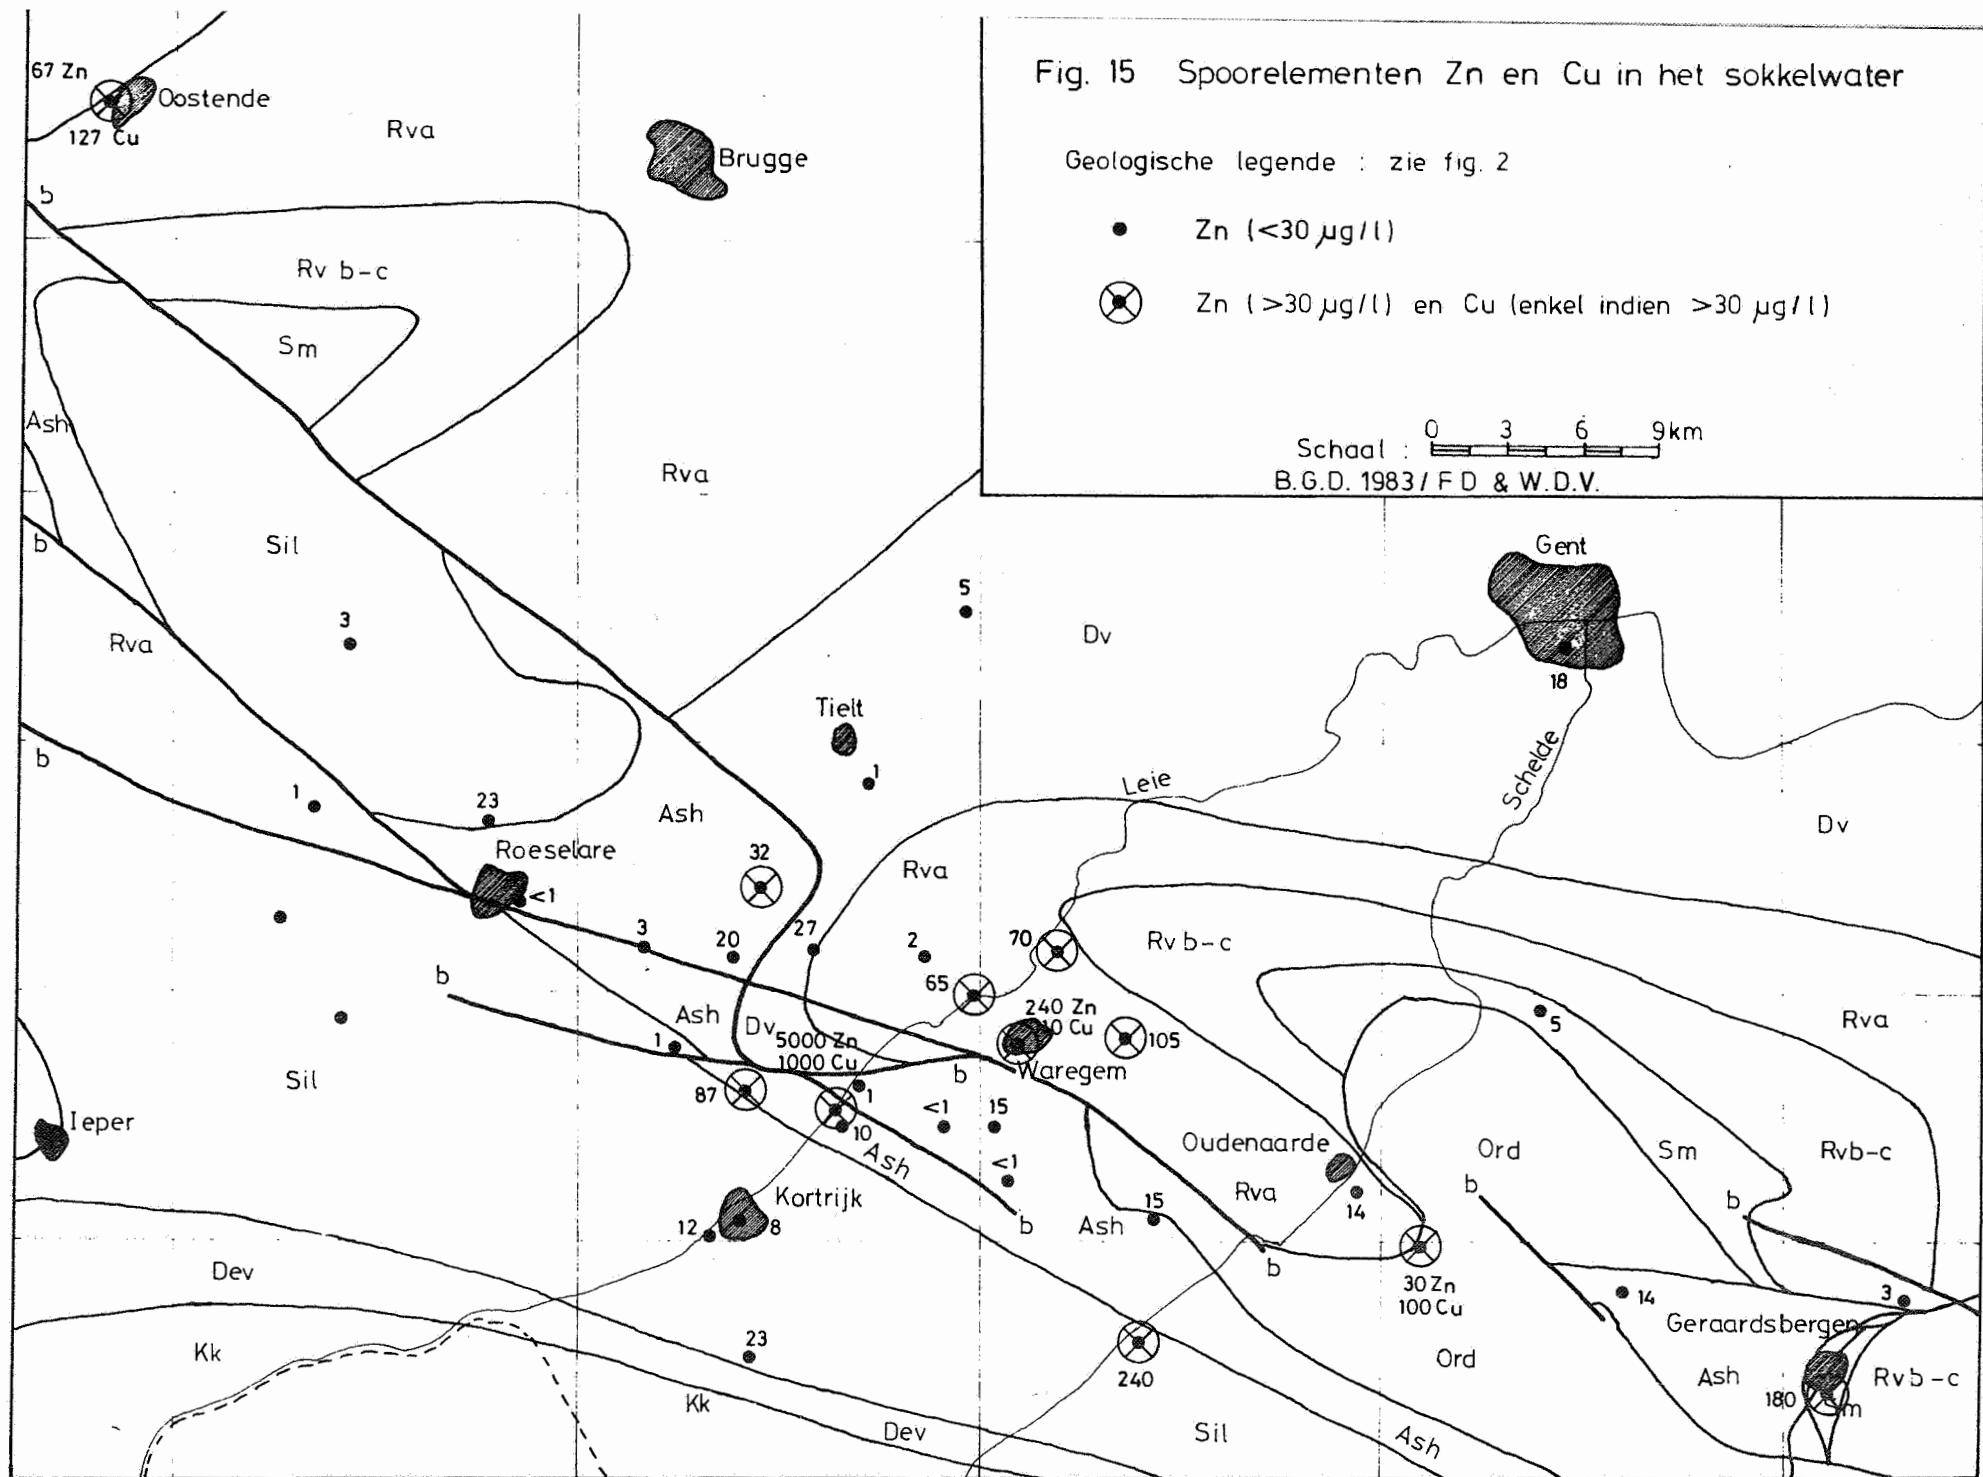 Fig. 15 Spoorelementen Zn en Cu in het sokkelwater
Geologische legende : zie fig. 2
Zn (<30 µg/l)
Zn (>30 µg/l) en Cu (enkel indien >30 µg/l)
Schaal : 0 3 6 9km
B.G.D. 1983 / F D & W.D.V.
67 Zn
Oostende
127 Cu
Rva
Brugge
b
Rv b-c
Sm
Ash
Rva
b
Sil
3
Rva
5
Dv
Gent
18
Tielt
1
b
Leie
Schelde
Dv
1
23
Ash
Roeselare
<1
32
Rva
3
20
27
2
70
Rv b-c
65
b
240 Zn
Cu
105
5
Rva
Ash
Dv
5000 Zn
1000 Cu
Waregem
b
1
Sil
87
1
10
<1
15
Ieper
Ash
<1
Oudenaarde
Ord
Sm
Rvb-c
Kortrijk
b
Rva
14
b
b
12
8
Ash
15
b
Dev
30 Zn
100 Cu
14
3
Geraardsbergen
Kk
23
240
Ord
Ash
Rvb-c
180
Sm
Kk
Dev
Sil
Ash